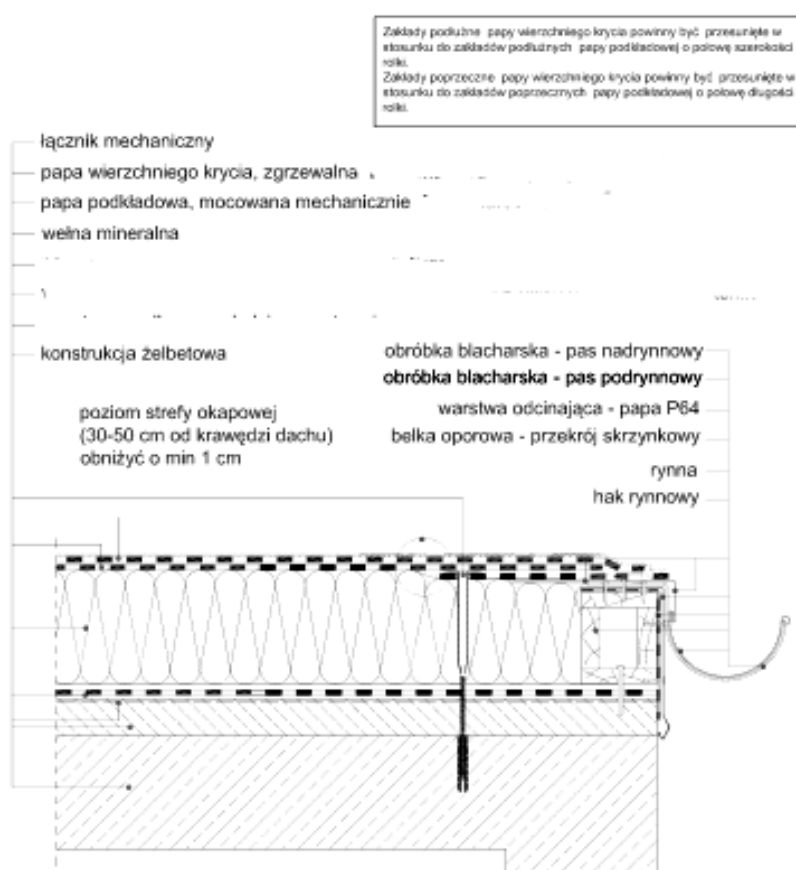 Zakłady podłużne papy wierzchniego krycia powinny być przesunięte w
stosunku do zakładów podłużnych papy podkładowej o połowę szerokości
rolki.
Zakłady poprzeczne papy wierzchniego krycia powinny być przesunięte w
stosunku do zakładów poprzecznych papy podkładowej o połowę długości
rolki.
łącznik mechaniczny
papa wierzchniego krycia, zgrzewalna
papa podkładowa, mocowana mechanicznie
wełna mineralna
konstrukcja żelbetowa
obróbka blacharska - pas nadrynnowy
obróbka blacharska - pas podrynnowy
warstwa odcinająca - papa P64
belka oporowa - przekrój skrzynkowy
rynna
hak rynnowy
poziom strefy okapowej
(30-50 cm od krawędzi dachu)
obniżyć o min 1 cm